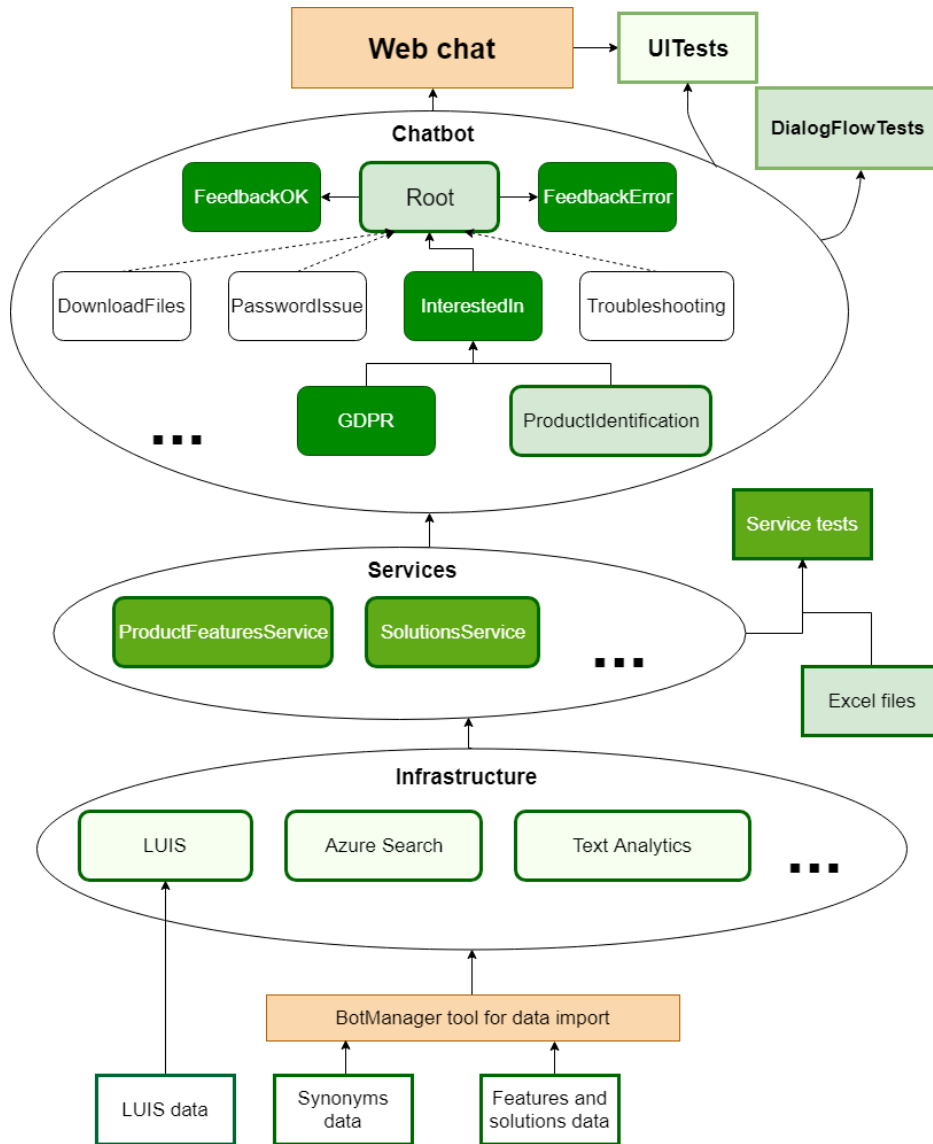 Web chat
UITests
DialogFlowTests
Chatbot
FeedbackOK
Root
FeedbackError
DownloadFiles
PasswordIssue
InterestedIn
Troubleshooting
GDPR
ProductIdentification
...
Service tests
Services
ProductFeaturesService
SolutionsService
...
Excel files
Infrastructure
LUIS
Azure Search
Text Analytics
...
BotManager tool for data import
LUIS data
Synonyms
data
Features and
solutions data